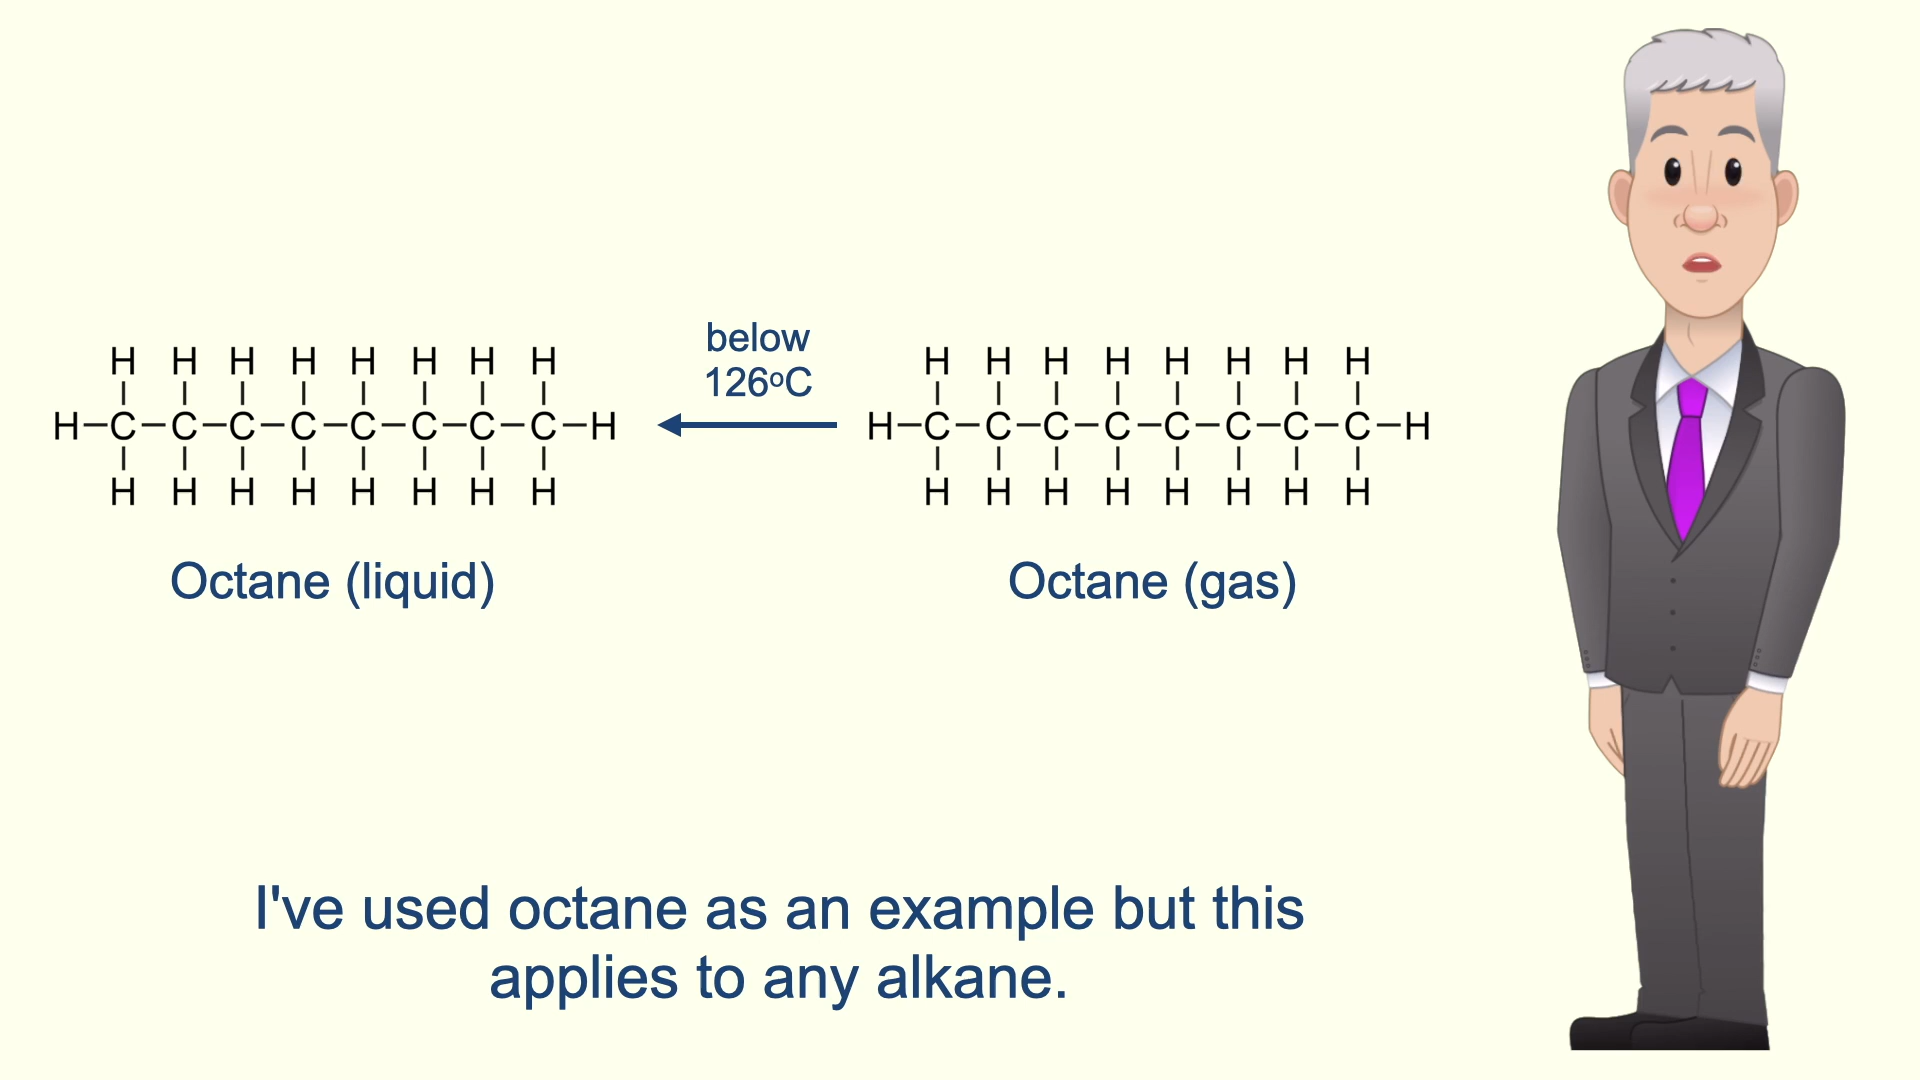 below
126°C
H H H H H H H H
H–C–C–C–C–C–C–C–C–H
H H H H H H H H
Octane (liquid)
H H H H H H H H
H–C–C–C–C–C–C–C–C–H
H H H H H H H H
Octane (gas)
I've used octane as an example but this
applies to any alkane.